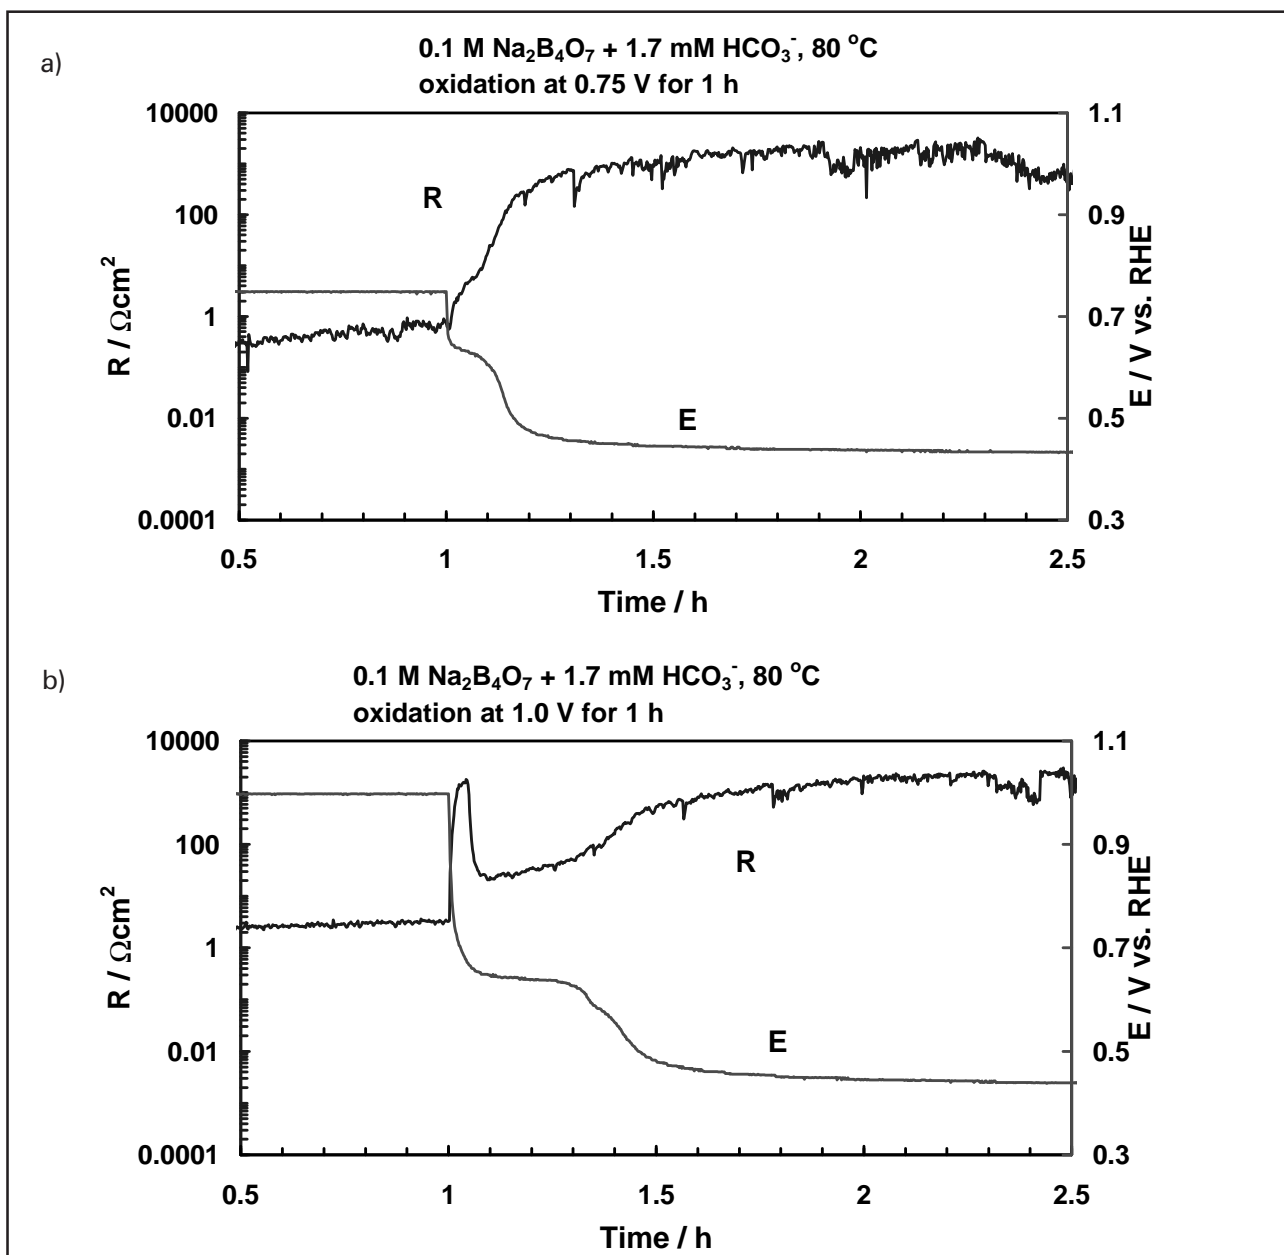 a)
0.1 M Na₂B₄O₇ + 1.7 mM HCO₃⁻, 80 °C
oxidation at 0.75 V for 1 h
10000
100
1
0.01
0.0001
R / Ωcm²
1.1
0.9
0.7
0.5
0.3
E / V vs. RHE
R
E
0.5 1 1.5 2 2.5
Time / h
b)
0.1 M Na₂B₄O₇ + 1.7 mM HCO₃⁻, 80 °C
oxidation at 1.0 V for 1 h
10000
100
1
0.01
0.0001
R / Ωcm²
1.1
0.9
0.7
0.5
0.3
E / V vs. RHE
R
E
0.5 1 1.5 2 2.5
Time / h